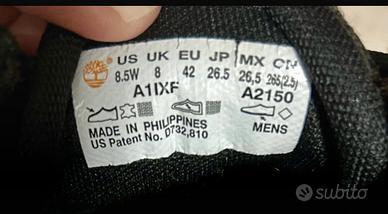 US UK EU JP MX CN
8.5W 8 42 26.5 26,5 265(2.5)
A1IXF A2150
MADE IN PHILIPPINES
US Patent No. D732,810
MENS
subito